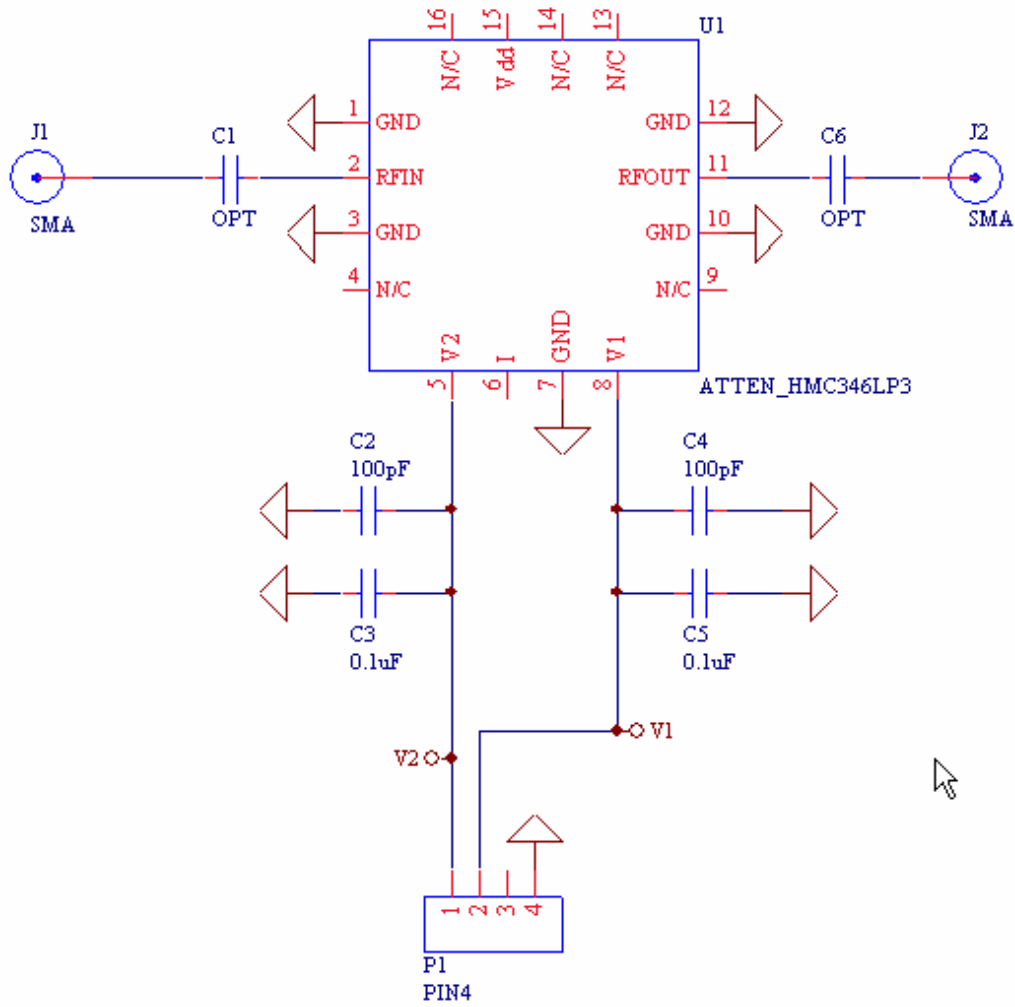 16 15 14 13
N/C Vdd N/C N/C
U1
1 GND
GND 12
J1
C1
2 RFIN
RFOUT 11
C6
J2
SMA
OPT
3 GND
GND 10
OPT
SMA
4 N/C
N/C 9
V2 I GND V1
5 6 7 8
ATTEN_HMC346LP3
C2
100pF
C4
100pF
C3
0.1uF
C5
0.1uF
V2
V1
1 2 3 4
P1
PIN4